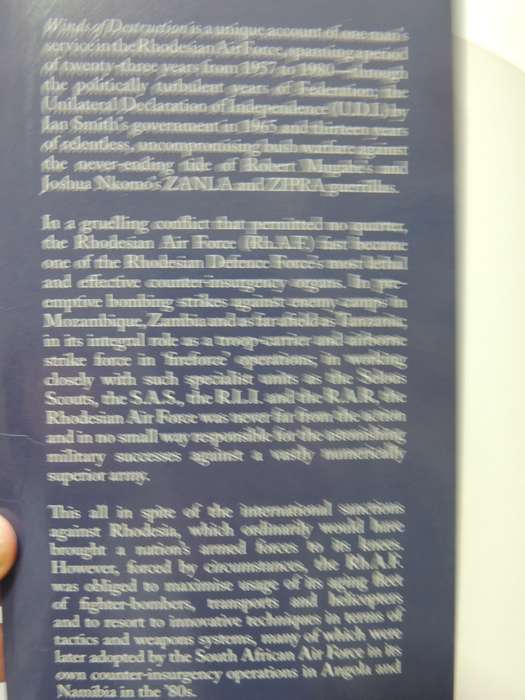 Winds of Destruction is a unique account of one man's
service in the Rhodesian Air Force, spanning a period
of twenty-three years from 1957 to 1980—through
the politically turbulent years of Federation; the
Unilateral Declaration of Independence (U.D.I.) by
Ian Smith's government in 1965 and thirteen years
of relentless, uncompromising bush warfare against
the never-ending tide of Robert Mugabe's and
Joshua Nkomo's ZANLA and ZIPRA guerrillas.
In a gruelling conflict that permitted no quarter,
the Rhodesian Air Force (Rh.A.F.) fast became
one of the Rhodesian Defence Force's most lethal
and effective counter-insurgency organs. In pre-
emptive bombing strikes against enemy camps in
Mozambique, Zambia and as far afield as Tanzania;
in its integral role as a troop-carrier and airborne
strike force in 'fireforce' operations; in working
closely with such specialist units as the Selous
Scouts, the S.A.S., the R.L.I. and the R.A.R, the
Rhodesian Air Force was never far from the action
and in no small way responsible for the astonishing
military successes against a vastly numerically
superior army.
This all in spite of the international sanctions
against Rhodesia, which ordinarily would have
brought a nation's armed forces to its knees.
However, forced by circumstances, the Rh.A.F.
was obliged to maximise usage of its aging fleet
of fighter-bombers, transports and helicopters
and to resort to innovative techniques in terms of
tactics and weapons systems, many of which were
later adopted by the South African Air Force in its
own counter-insurgency operations in Angola and
Namibia in the '80s.